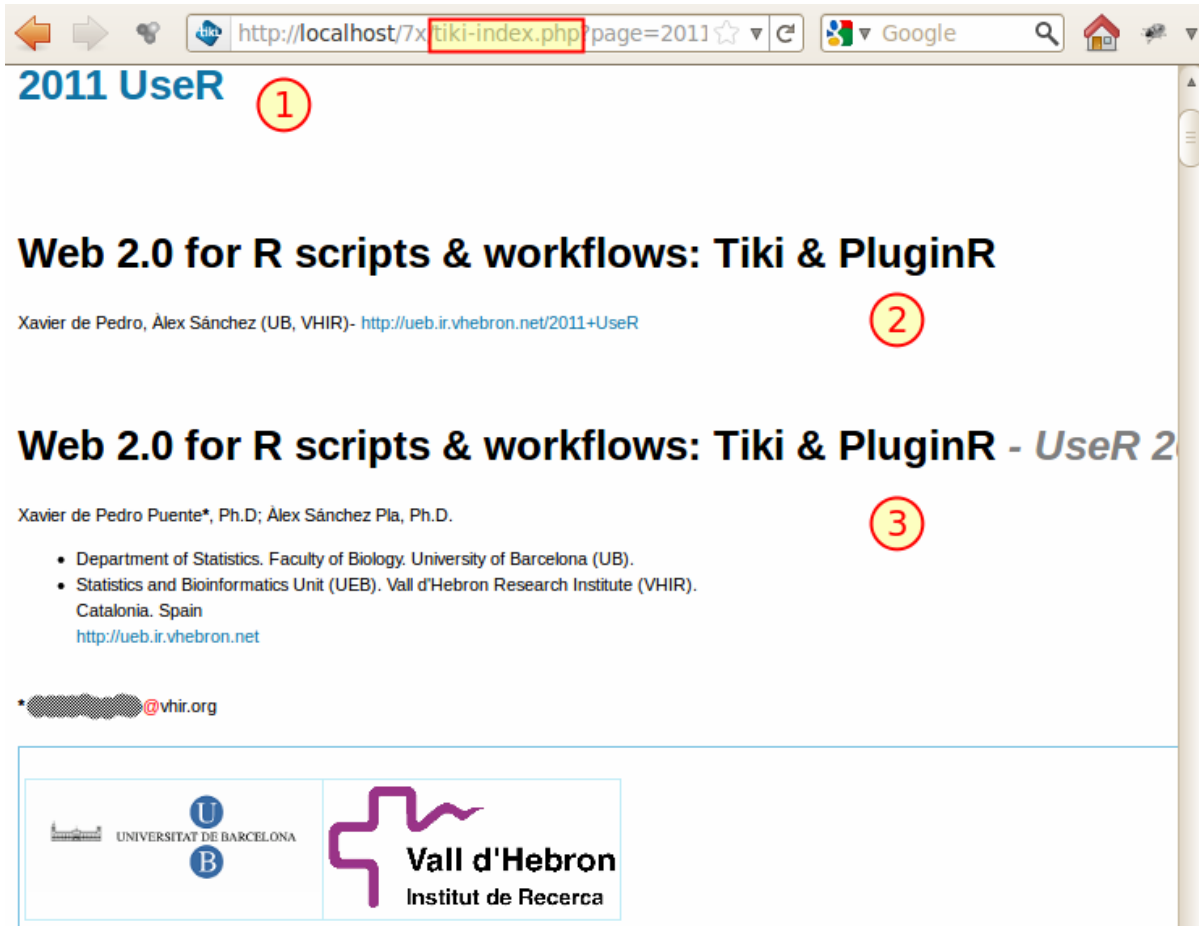 http://localhost/7x/tiki-index.php?page=2011
Google
2011 UseR
1
Web 2.0 for R scripts & workflows: Tiki & PluginR
Xavier de Pedro, Àlex Sánchez (UB, VHIR)- http://ueb.ir.vhebron.net/2011+UseR
2
Web 2.0 for R scripts & workflows: Tiki & PluginR - UseR 2
Xavier de Pedro Puente*, Ph.D; Àlex Sánchez Pla, Ph.D.
3
• Department of Statistics. Faculty of Biology. University of Barcelona (UB).
• Statistics and Bioinformatics Unit (UEB). Vall d'Hebron Research Institute (VHIR).
Catalonia. Spain
http://ueb.ir.vhebron.net
* @vhir.org
U
UNIVERSITAT DE BARCELONA
B
Vall d'Hebron
Institut de Recerca